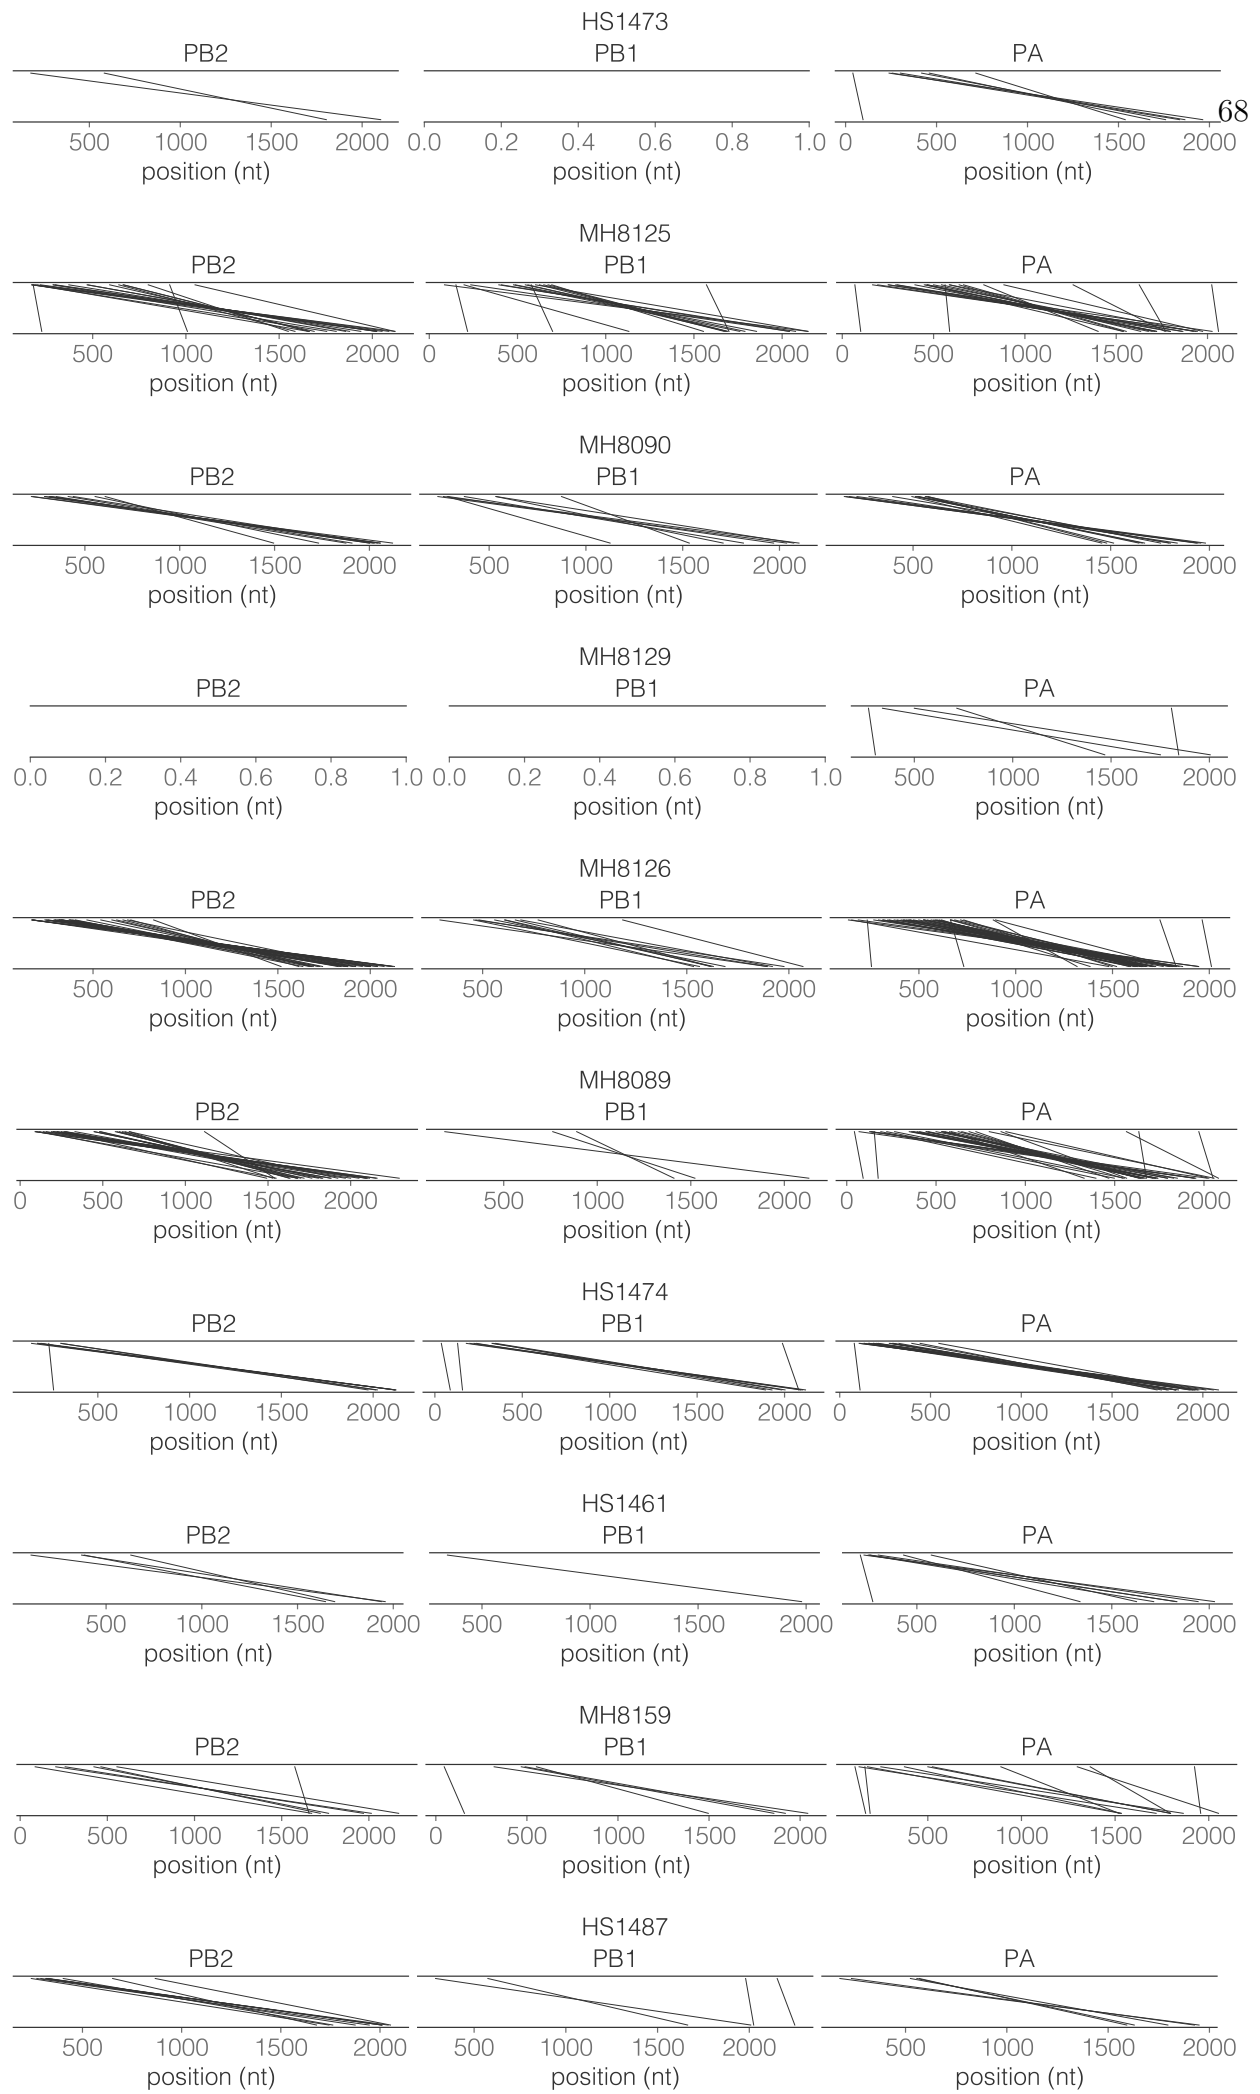 HS1473
PB2 PB1 PA
68
500 1000 1500 2000 0.0 0.2 0.4 0.6 0.8 1.0 0 500 1000 1500 2000
position (nt) position (nt) position (nt)
MH8125
PB2 PB1 PA
500 1000 1500 2000 0 500 1000 1500 2000 0 500 1000 1500 2000
position (nt) position (nt) position (nt)
MH8090
PB2 PB1 PA
500 1000 1500 2000 500 1000 1500 2000 500 1000 1500 2000
position (nt) position (nt) position (nt)
MH8129
PB2 PB1 PA
0.0 0.2 0.4 0.6 0.8 1.0 0.0 0.2 0.4 0.6 0.8 1.0 500 1000 1500 2000
position (nt) position (nt) position (nt)
MH8126
PB2 PB1 PA
500 1000 1500 2000 500 1000 1500 2000 500 1000 1500 2000
position (nt) position (nt) position (nt)
MH8089
PB2 PB1 PA
0 500 1000 1500 2000 500 1000 1500 2000 0 500 1000 1500 2000
position (nt) position (nt) position (nt)
HS1474
PB2 PB1 PA
500 1000 1500 2000 0 500 1000 1500 2000 0 500 1000 1500 2000
position (nt) position (nt) position (nt)
HS1461
PB2 PB1 PA
500 1000 1500 2000 500 1000 1500 2000 500 1000 1500 2000
position (nt) position (nt) position (nt)
MH8159
PB2 PB1 PA
0 500 1000 1500 2000 0 500 1000 1500 2000 500 1000 1500 2000
position (nt) position (nt) position (nt)
HS1487
PB2 PB1 PA
500 1000 1500 2000 500 1000 1500 2000 500 1000 1500 2000
position (nt) position (nt) position (nt)